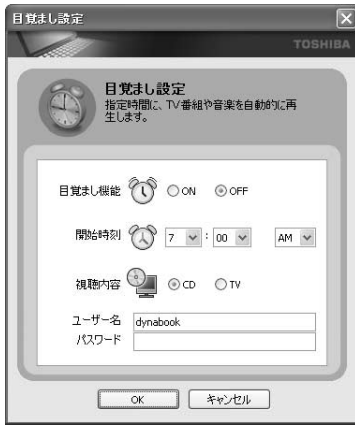 目覚まし設定
TOSHIBA
目覚まし設定
指定時間に、TV番組や音楽を自動的に再
生します。
目覚まし機能 ON OFF
開始時刻 7 : 00 AM
視聴内容 CD TV
ユーザー名 dynabook
パスワード
OK キャンセル